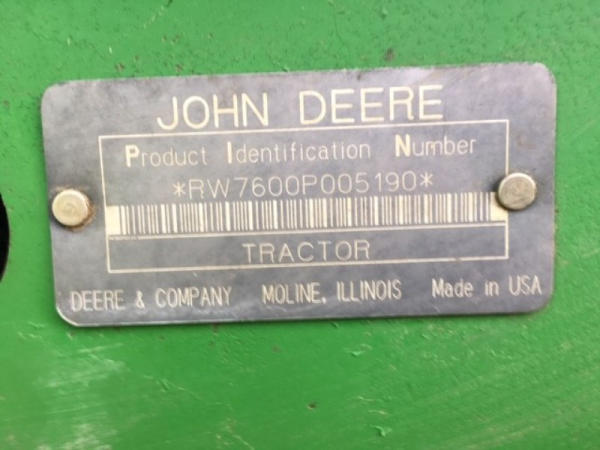 JOHN DEERE
Product Identification Number
*RW7600P005190*
TRACTOR
DEERE & COMPANY MOLINE, ILLINOIS Made in USA